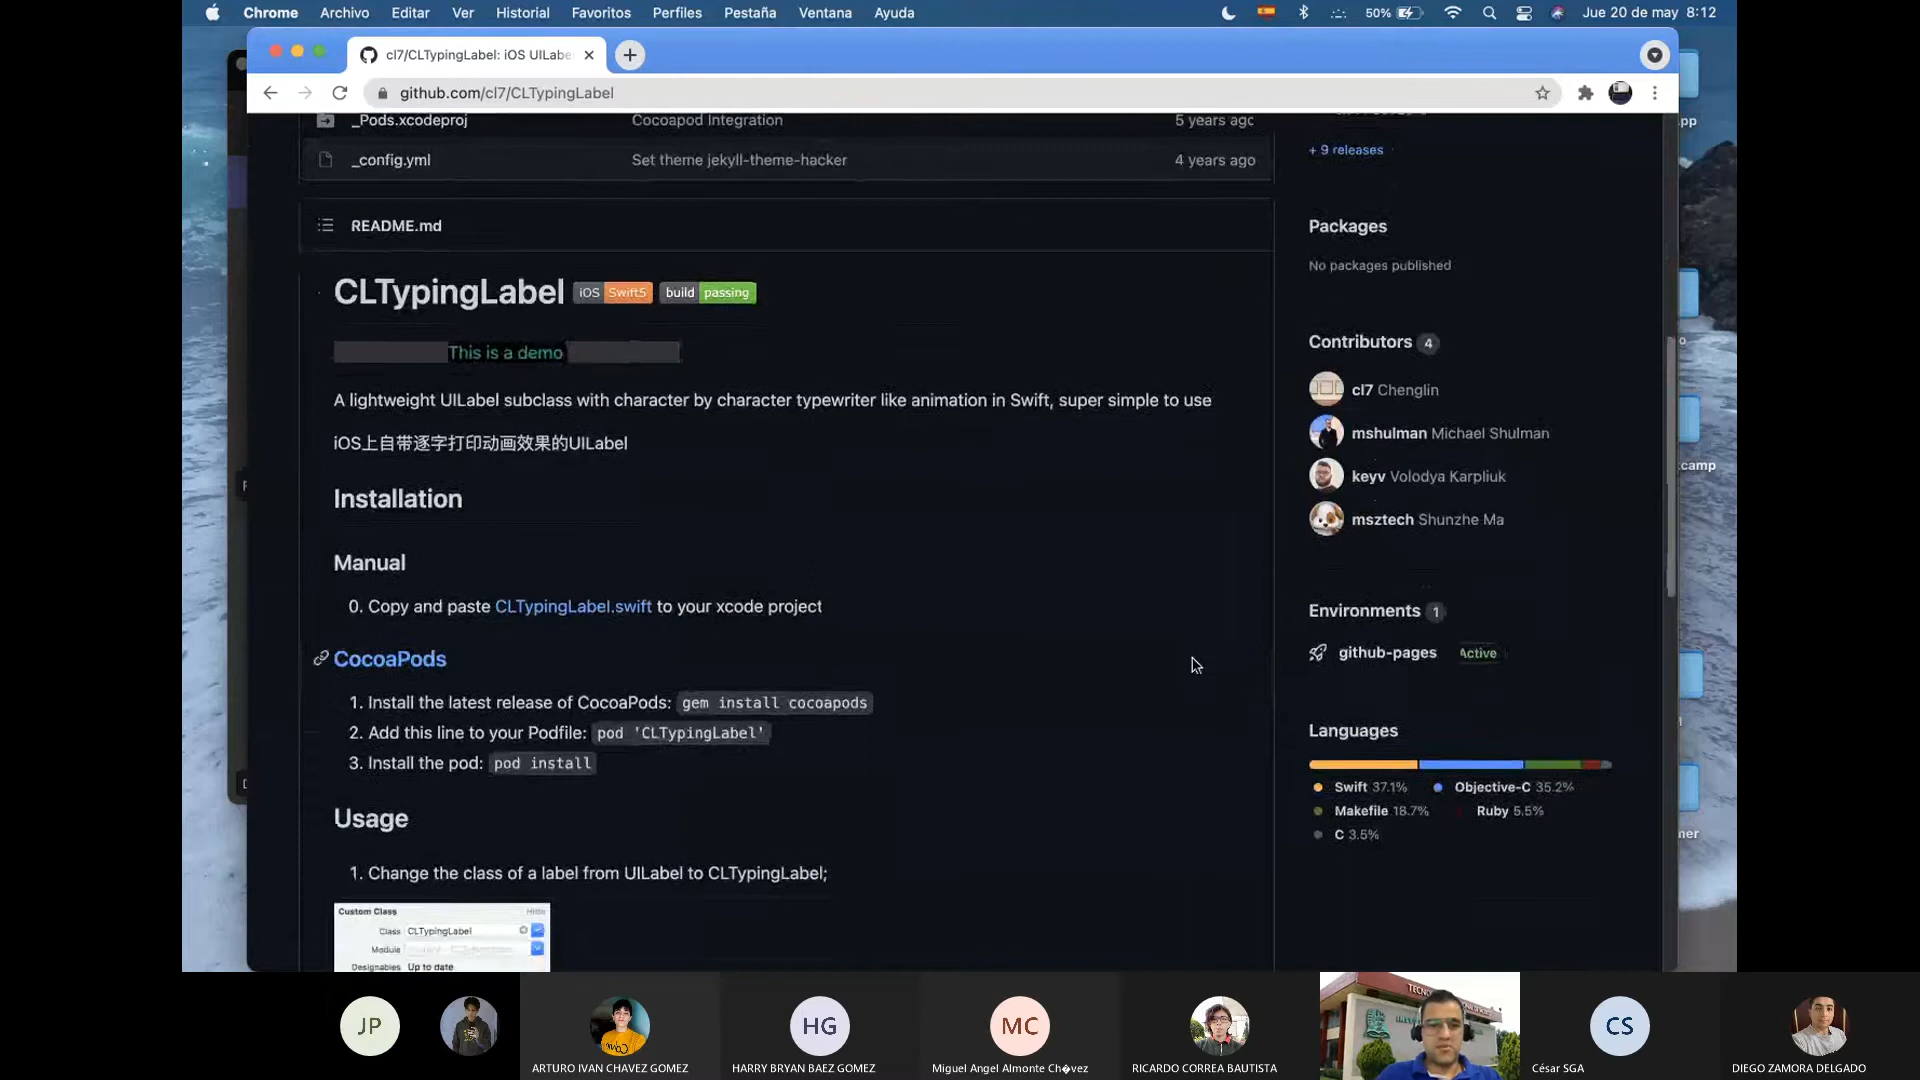 Chrome Archivo Editar Ver Historial Favoritos Perfiles Pestaña Ventana Ayuda 50% Jue 20 de may 8:12
cl7/CLTypingLabel: iOS UILabe
github.com/cl7/CLTypingLabel
_Pods.xcodeproj Cocoapod Integration 5 years ago
_config.yml Set theme jekyll-theme-hacker 4 years ago
README.md
CLTypingLabel iOS Swift5 build passing
This is a demo
A lightweight UILabel subclass with character by character typewriter like animation in Swift, super simple to use
iOS上自带逐字打印动画效果的UILabel
Installation
Manual
0. Copy and paste CLTypingLabel.swift to your xcode project
CocoaPods
1. Install the latest release of CocoaPods: gem install cocoapods
2. Add this line to your Podfile: pod 'CLTypingLabel'
3. Install the pod: pod install
Usage
1. Change the class of a label from UILabel to CLTypingLabel;
Custom Class
Class CLTypingLabel
Module
Designables Up to date
+ 9 releases
Packages
No packages published
Contributors 4
cl7 Chenglin
mshulman Michael Shulman
keyv Volodya Karpliuk
msztech Shunzhe Ma
Environments 1
github-pages Active
Languages
Swift 37.1% Objective-C 35.2%
Makefile 18.7% Ruby 5.5%
C 3.5%
pp
camp
mer
JP
HG
MC
CS
ARTURO IVAN CHAVEZ GOMEZ
HARRY BRYAN BAEZ GOMEZ
Miguel Angel Almonte Ch�vez
RICARDO CORREA BAUTISTA
César SGA
DIEGO ZAMORA DELGADO